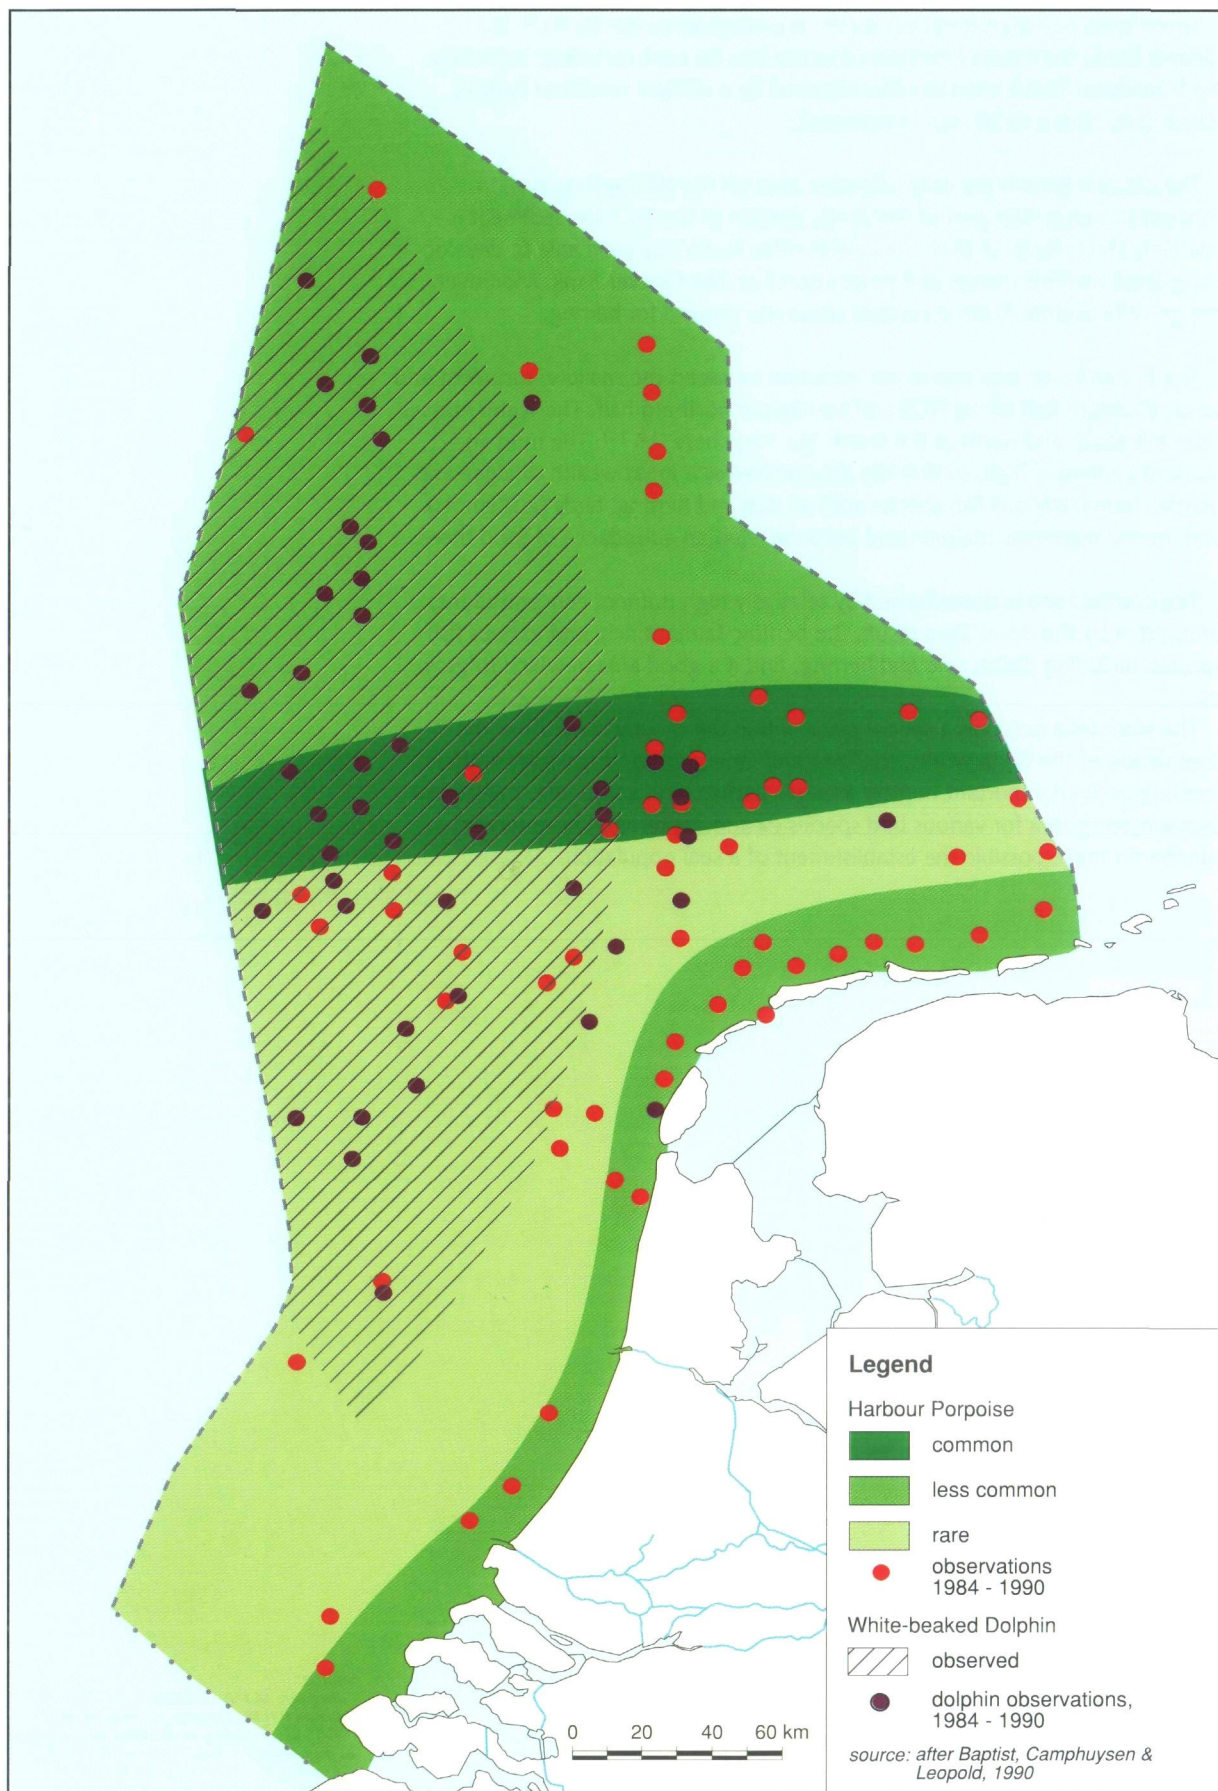 Legend
Harbour Porpoise
common
less common
rare
observations
1984 - 1990
White-beaked Dolphin
observed
dolphin observations,
1984 - 1990
source: after Baptist, Camphuysen &
Leopold, 1990
0 20 40 60 km